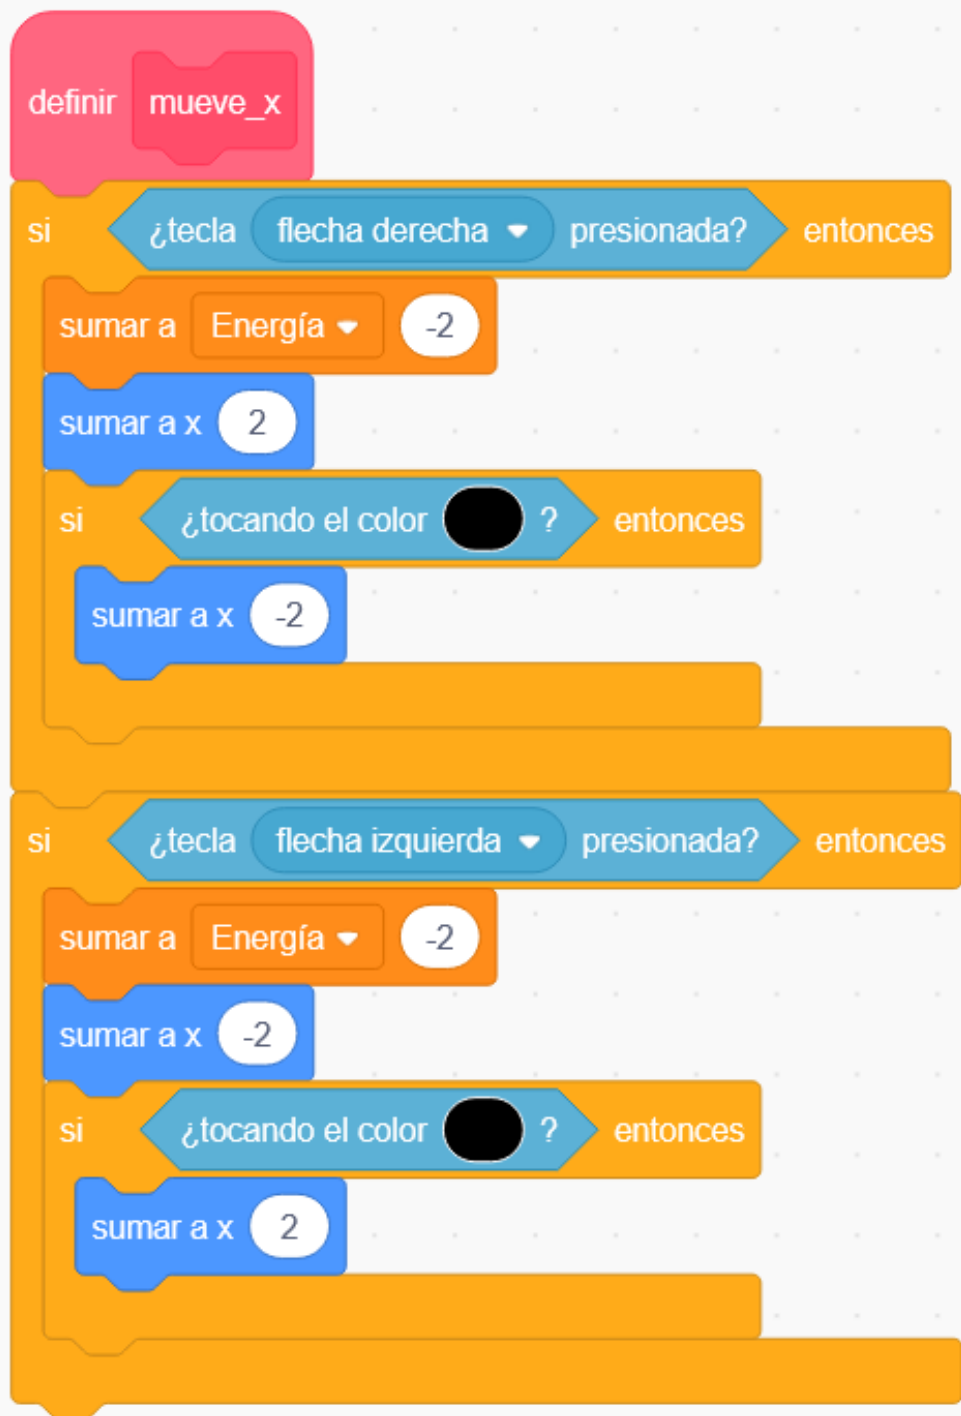 definir mueve_x
si ¿tecla flecha derecha presionada? entonces
sumar a Energía -2
sumar a x 2
si ¿tocando el color ? entonces
sumar a x -2
si ¿tecla flecha izquierda presionada? entonces
sumar a Energía -2
sumar a x -2
si ¿tocando el color ? entonces
sumar a x 2